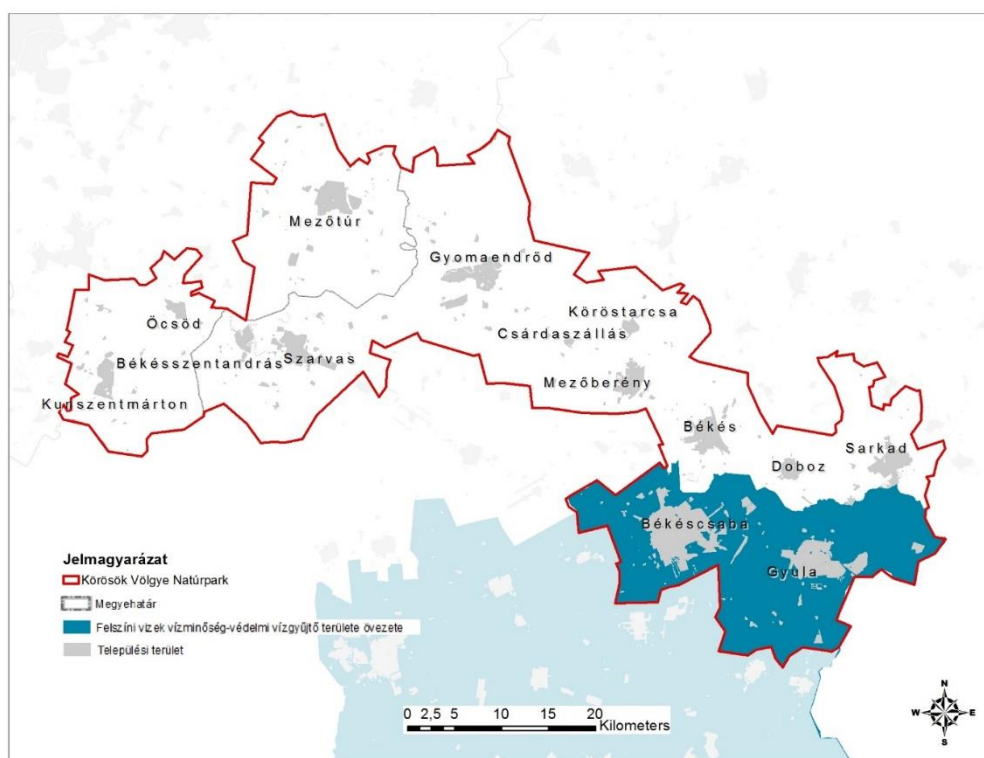 Mezőtúr
Gyomaendrőd
Öcsöd
Köröstarcsa
Csárdaszállás
Békésszentandrás
Szarvas
Mezőberény
Kunszentmárton
Békés
Sarkad
Doboz
Békéscsaba
Gyula
Jelmagyarázat
Körösök Völgye Natúrpark
Megyehatár
Felszíni vizek vízminőség-védelmi vízgyűjtő területe övezete
Települési terület
0 2,5 5 10 15 20
Kilometers
N
W E
S